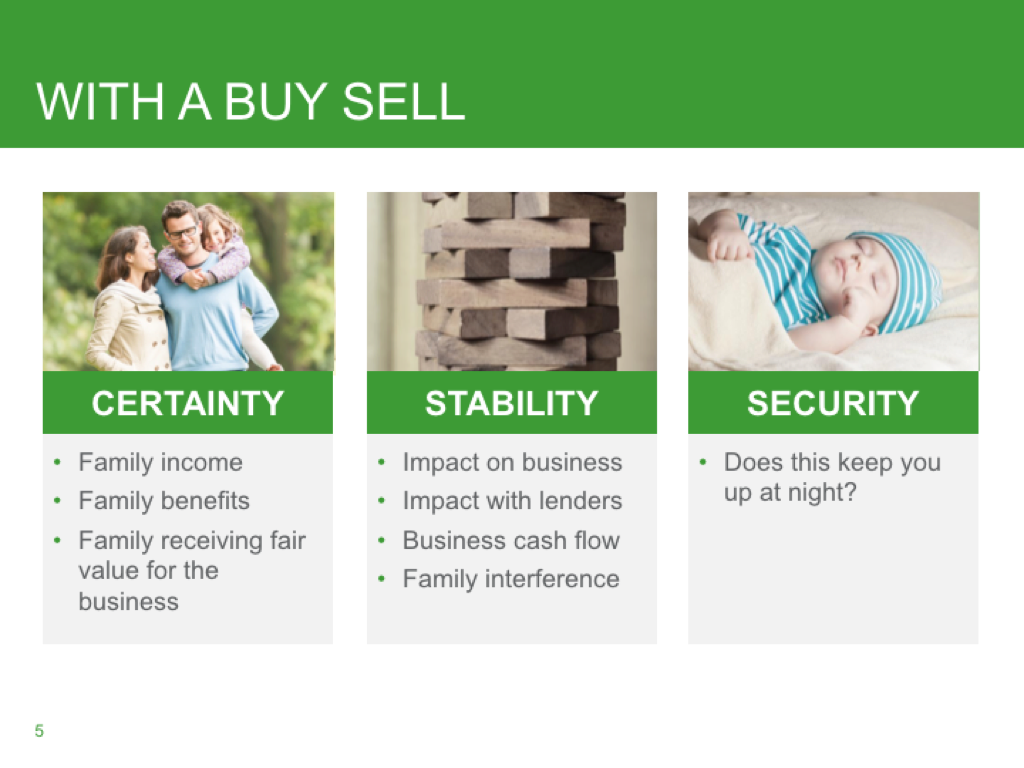 WITH A BUY SELL
CERTAINTY
• Family income
• Family benefits
• Family receiving fair
value for the
business
STABILITY
• Impact on business
• Impact with lenders
• Business cash flow
• Family interference
SECURITY
• Does this keep you
up at night?
5